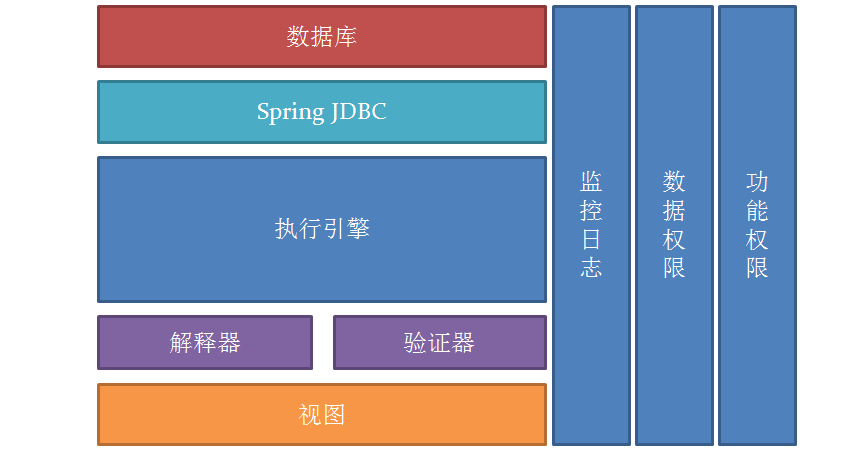 数据库
Spring JDBC
执行引擎
解释器
验证器
视图
监控日志
数据权限
功能权限